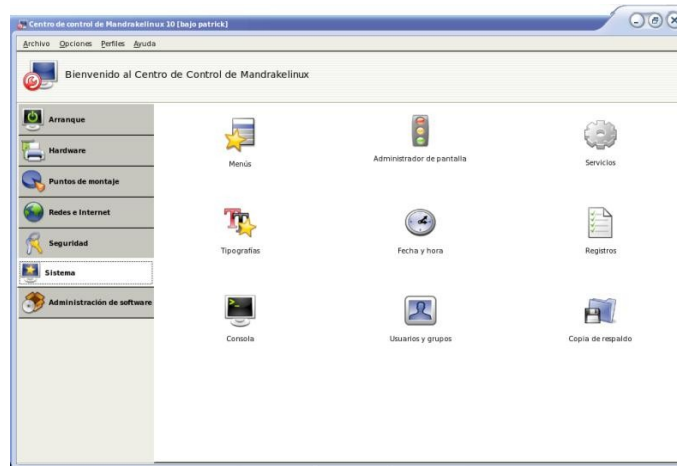 Centro de control de Mandrakelinux 10 [bajo patrick]
Archivo Opciones Perfiles Ayuda
Bienvenido al Centro de Control de Mandrakelinux
Arranque
Hardware
Puntos de montaje
Redes e Internet
Seguridad
Sistema
Administración de software
Menús
Administrador de pantalla
Servicios
Tipografías
Fecha y hora
Registros
Consola
Usuarios y grupos
Copia de respaldo